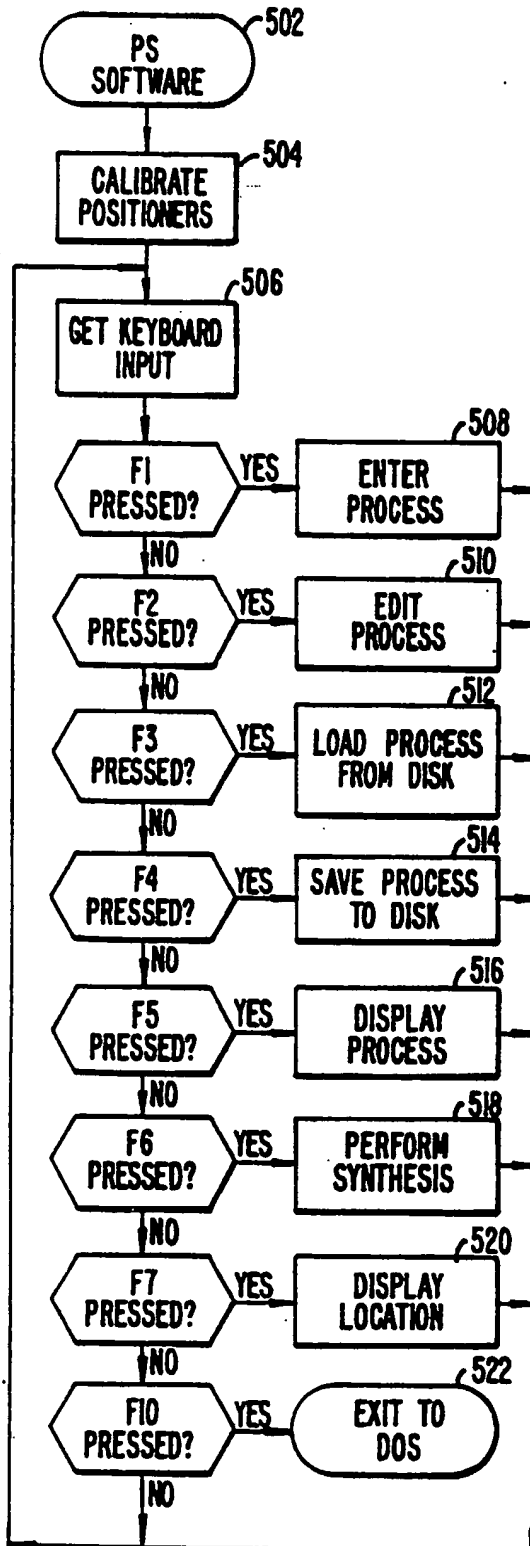 502
PS
SOFTWARE
504
CALIBRATE
POSITIONERS
506
GET KEYBOARD
INPUT
508
F1
PRESSED?
YES
ENTER
PROCESS
NO
510
F2
PRESSED?
YES
EDIT
PROCESS
NO
512
F3
PRESSED?
YES
LOAD PROCESS
FROM DISK
NO
514
F4
PRESSED?
YES
SAVE PROCESS
TO DISK
NO
516
F5
PRESSED?
YES
DISPLAY
PROCESS
NO
518
F6
PRESSED?
YES
PERFORM
SYNTHESIS
NO
520
F7
PRESSED?
YES
DISPLAY
LOCATION
NO
522
F10
PRESSED?
YES
EXIT TO
DOS
NO